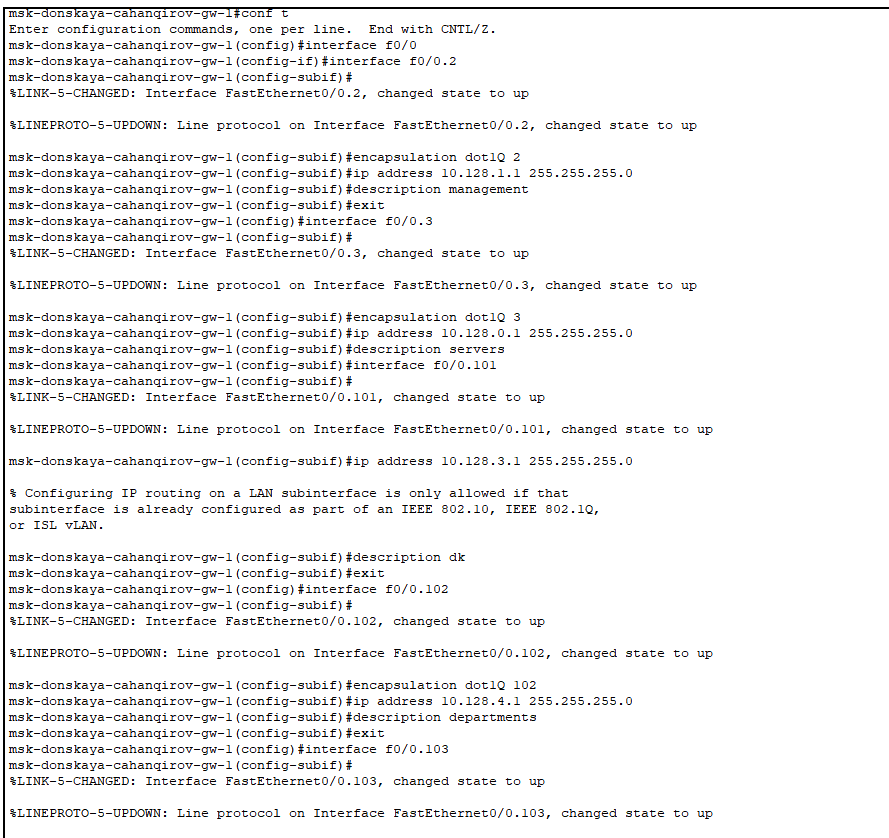 msk-donskaya-cahanqirov-gw-1#conf t
Enter configuration commands, one per line.  End with CNTL/Z.
msk-donskaya-cahanqirov-gw-1(config)#interface f0/0
msk-donskaya-cahanqirov-gw-1(config-if)#interface f0/0.2
msk-donskaya-cahanqirov-gw-1(config-subif)#
%LINK-5-CHANGED: Interface FastEthernet0/0.2, changed state to up
%LINEPROTO-5-UPDOWN: Line protocol on Interface FastEthernet0/0.2, changed state to up
msk-donskaya-cahanqirov-gw-1(config-subif)#encapsulation dot1Q 2
msk-donskaya-cahanqirov-gw-1(config-subif)#ip address 10.128.1.1 255.255.255.0
msk-donskaya-cahanqirov-gw-1(config-subif)#description management
msk-donskaya-cahanqirov-gw-1(config-subif)#exit
msk-donskaya-cahanqirov-gw-1(config)#interface f0/0.3
msk-donskaya-cahanqirov-gw-1(config-subif)#
%LINK-5-CHANGED: Interface FastEthernet0/0.3, changed state to up
%LINEPROTO-5-UPDOWN: Line protocol on Interface FastEthernet0/0.3, changed state to up
msk-donskaya-cahanqirov-gw-1(config-subif)#encapsulation dot1Q 3
msk-donskaya-cahanqirov-gw-1(config-subif)#ip address 10.128.0.1 255.255.255.0
msk-donskaya-cahanqirov-gw-1(config-subif)#description servers
msk-donskaya-cahanqirov-gw-1(config-subif)#interface f0/0.101
msk-donskaya-cahanqirov-gw-1(config-subif)#
%LINK-5-CHANGED: Interface FastEthernet0/0.101, changed state to up
%LINEPROTO-5-UPDOWN: Line protocol on Interface FastEthernet0/0.101, changed state to up
msk-donskaya-cahanqirov-gw-1(config-subif)#ip address 10.128.3.1 255.255.255.0
% Configuring IP routing on a LAN subinterface is only allowed if that
subinterface is already configured as part of an IEEE 802.10, IEEE 802.1Q,
or ISL vLAN.
msk-donskaya-cahanqirov-gw-1(config-subif)#description dk
msk-donskaya-cahanqirov-gw-1(config-subif)#exit
msk-donskaya-cahanqirov-gw-1(config)#interface f0/0.102
msk-donskaya-cahanqirov-gw-1(config-subif)#
%LINK-5-CHANGED: Interface FastEthernet0/0.102, changed state to up
%LINEPROTO-5-UPDOWN: Line protocol on Interface FastEthernet0/0.102, changed state to up
msk-donskaya-cahanqirov-gw-1(config-subif)#encapsulation dot1Q 102
msk-donskaya-cahanqirov-gw-1(config-subif)#ip address 10.128.4.1 255.255.255.0
msk-donskaya-cahanqirov-gw-1(config-subif)#description departments
msk-donskaya-cahanqirov-gw-1(config-subif)#exit
msk-donskaya-cahanqirov-gw-1(config)#interface f0/0.103
msk-donskaya-cahanqirov-gw-1(config-subif)#
%LINK-5-CHANGED: Interface FastEthernet0/0.103, changed state to up
%LINEPROTO-5-UPDOWN: Line protocol on Interface FastEthernet0/0.103, changed state to up